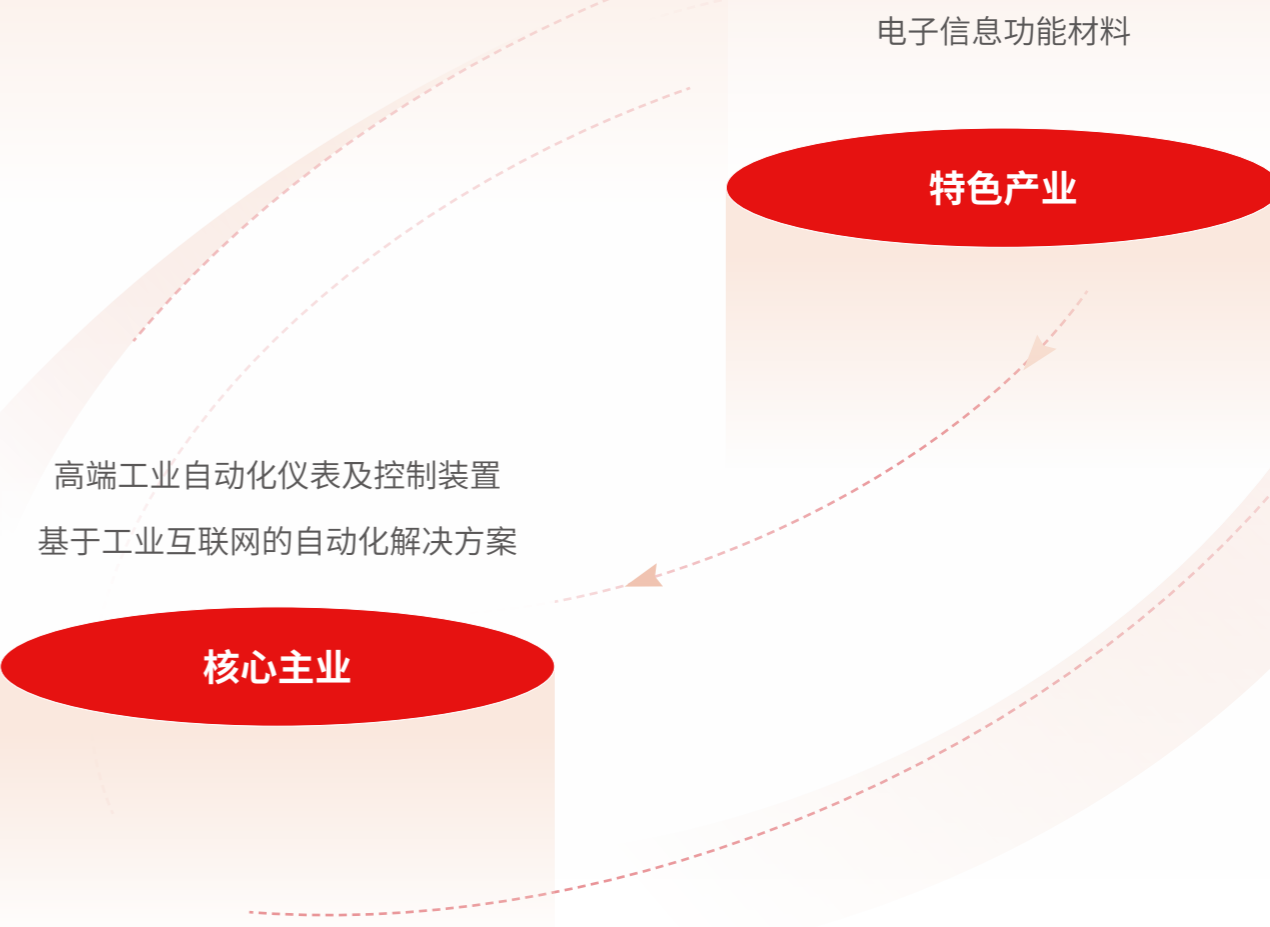 电子信息功能材料
特色产业
高端工业自动化仪表及控制装置
基于工业互联网的自动化解决方案
核心主业